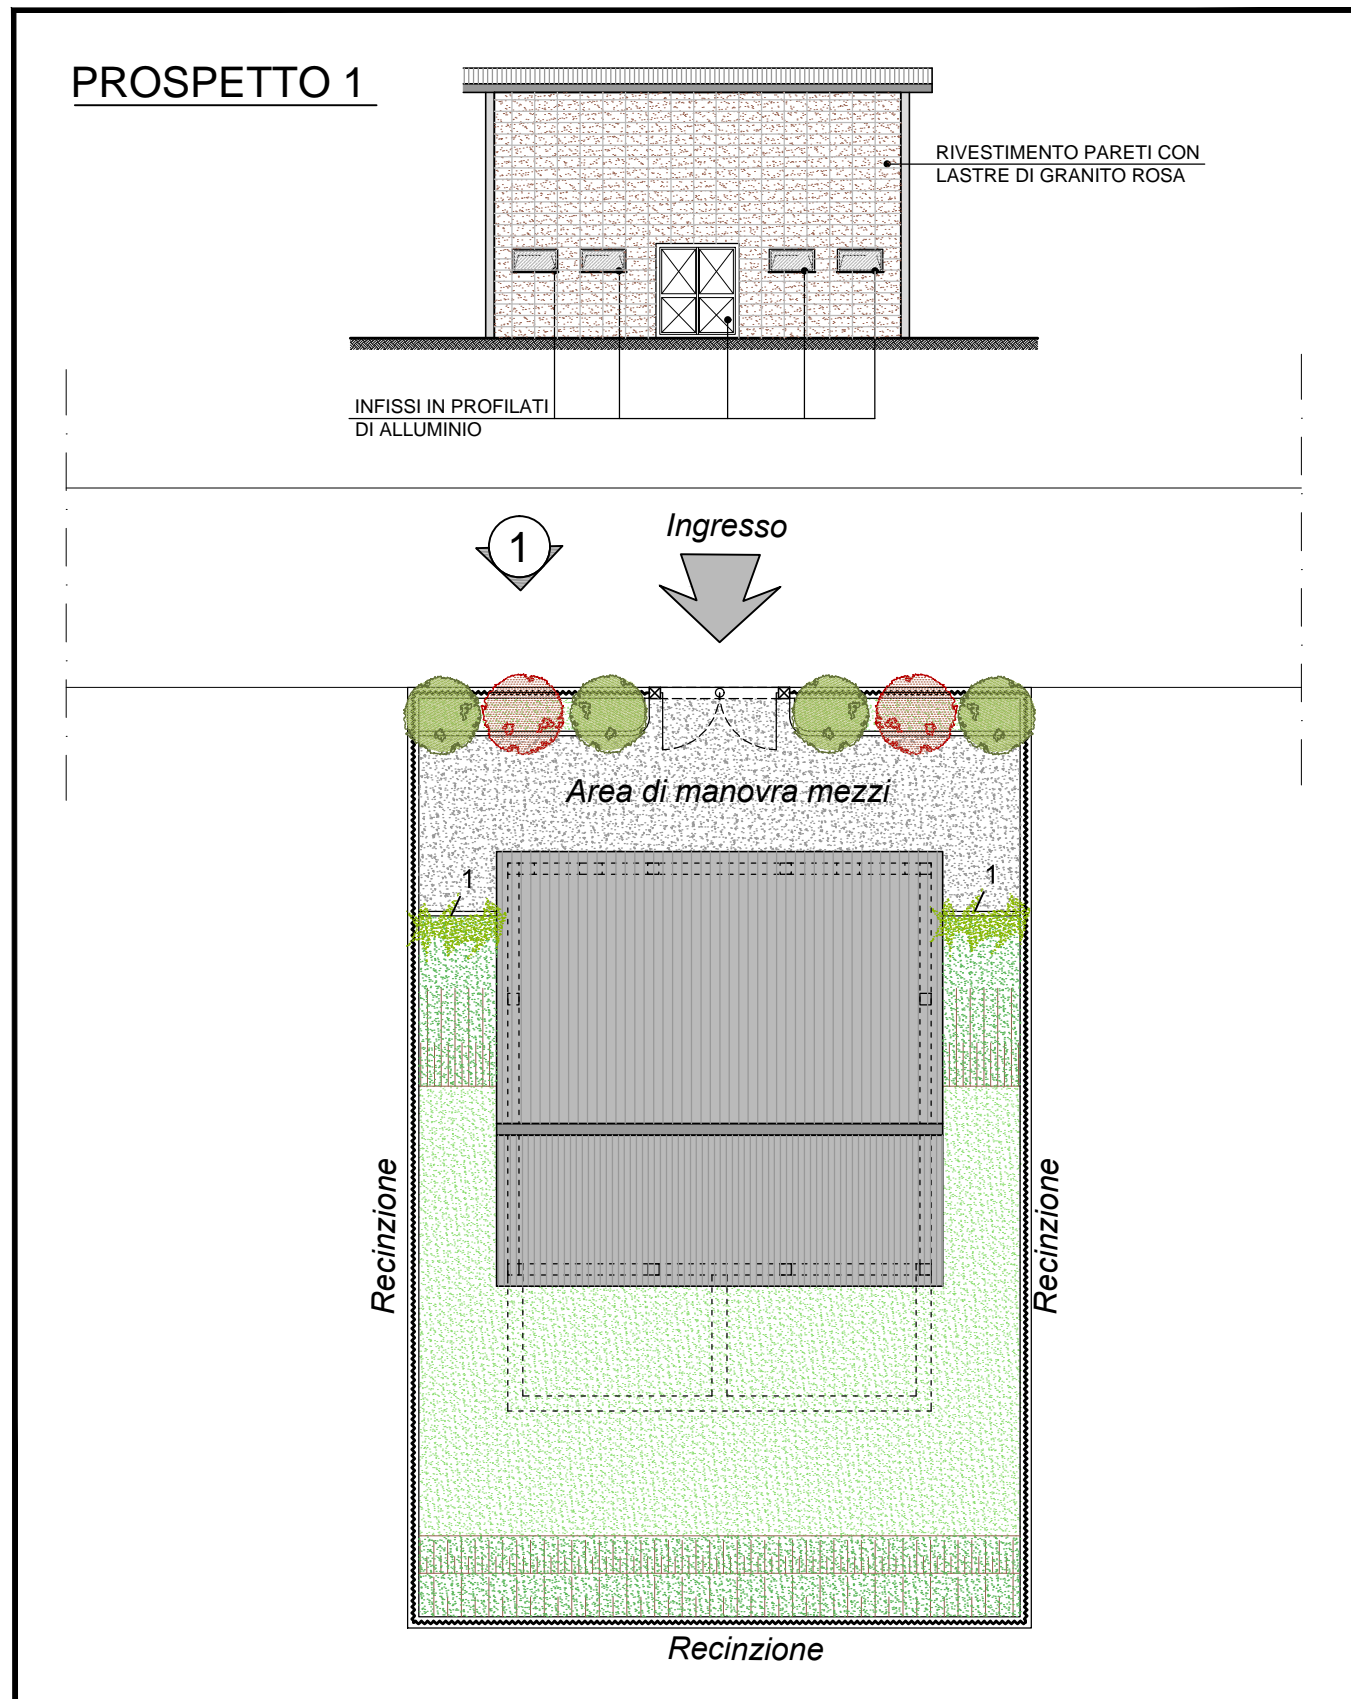 PROSPETTO 1
RIVESTIMENTO PARETI CON
LASTRE DI GRANITO ROSA
INFISSI IN PROFILATI
DI ALLUMINIO
1
Ingresso
Area di manovra mezzi
1
1
Recinzione
Recinzione
Recinzione